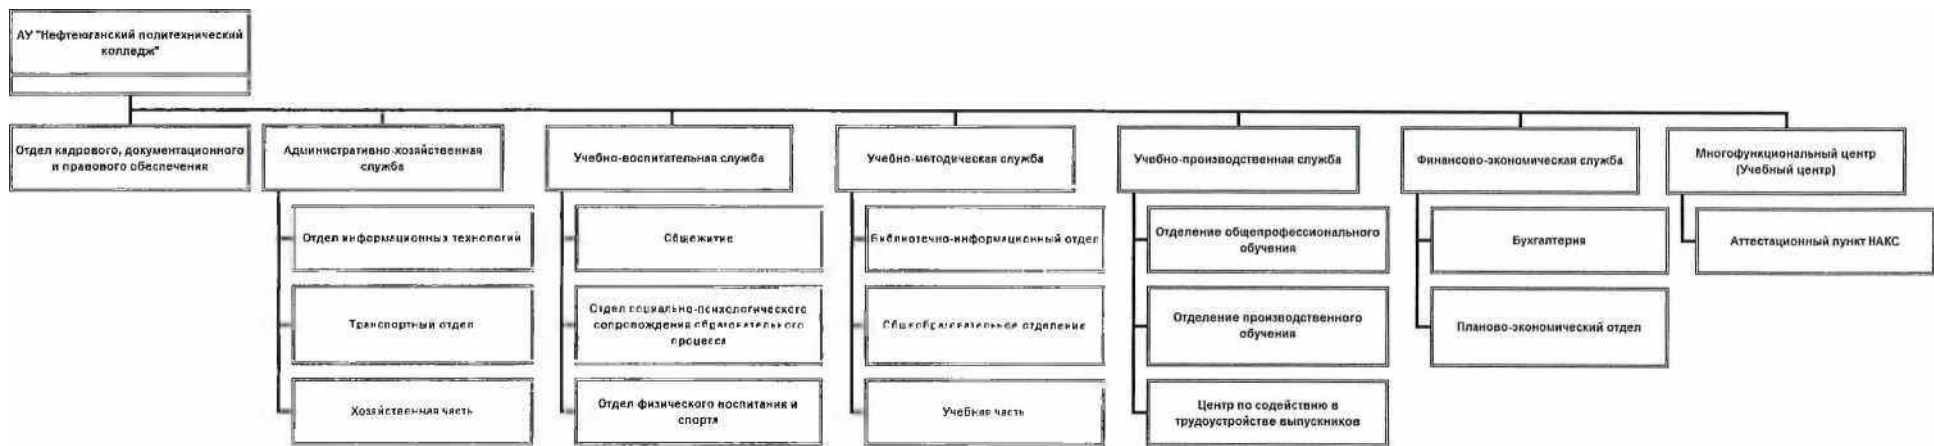 АУ "Нефтеюганский политехнический
колледж"
Отдел кадрового, документационного
и правового обеспечения
Административно-хозяйственная
служба
Учебно-воспитательная служба
Учебно-методическая служба
Учебно-производственная служба
Финансово-экономическая служба
Многофункциональный центр
(Учебный центр)
Отдел информационных технологий
Общежитие
Библиотечно-информационный отдел
Отделение общепрофессионального
обучения
Бухгалтерия
Аттестационный пункт НАКС
Транспортный отдел
Отдел социально-психологического
сопровождения образовательного
процесса
Общеобразовательное отделение
Отделение производственного
обучения
Планово-экономический отдел
Хозяйственная часть
Отдел физического воспитания и
спорта
Учебная часть
Центр по содействию в
трудоустройстве выпускников